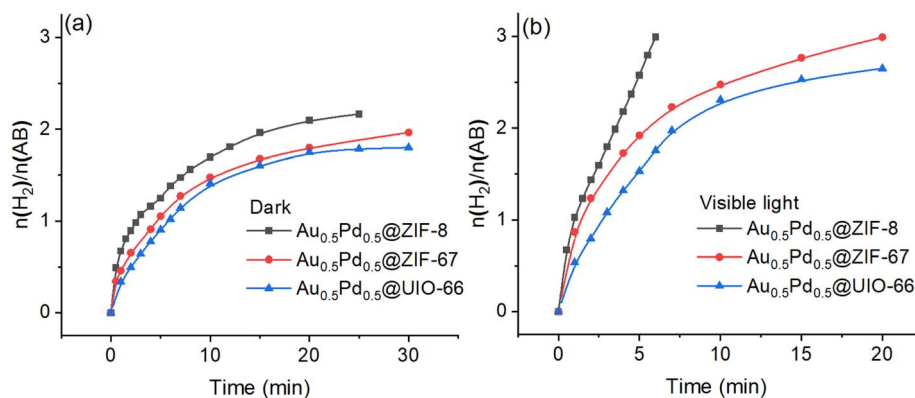 (a)
3
2
1
0
n(H₂)/n(AB)
Dark
Au₀.₅Pd₀.₅@ZIF-8
Au₀.₅Pd₀.₅@ZIF-67
Au₀.₅Pd₀.₅@UIO-66
0 10 20 30
Time (min)
(b)
3
2
1
0
n(H₂)/n(AB)
Visible light
Au₀.₅Pd₀.₅@ZIF-8
Au₀.₅Pd₀.₅@ZIF-67
Au₀.₅Pd₀.₅@UIO-66
0 5 10 15 20
Time (min)